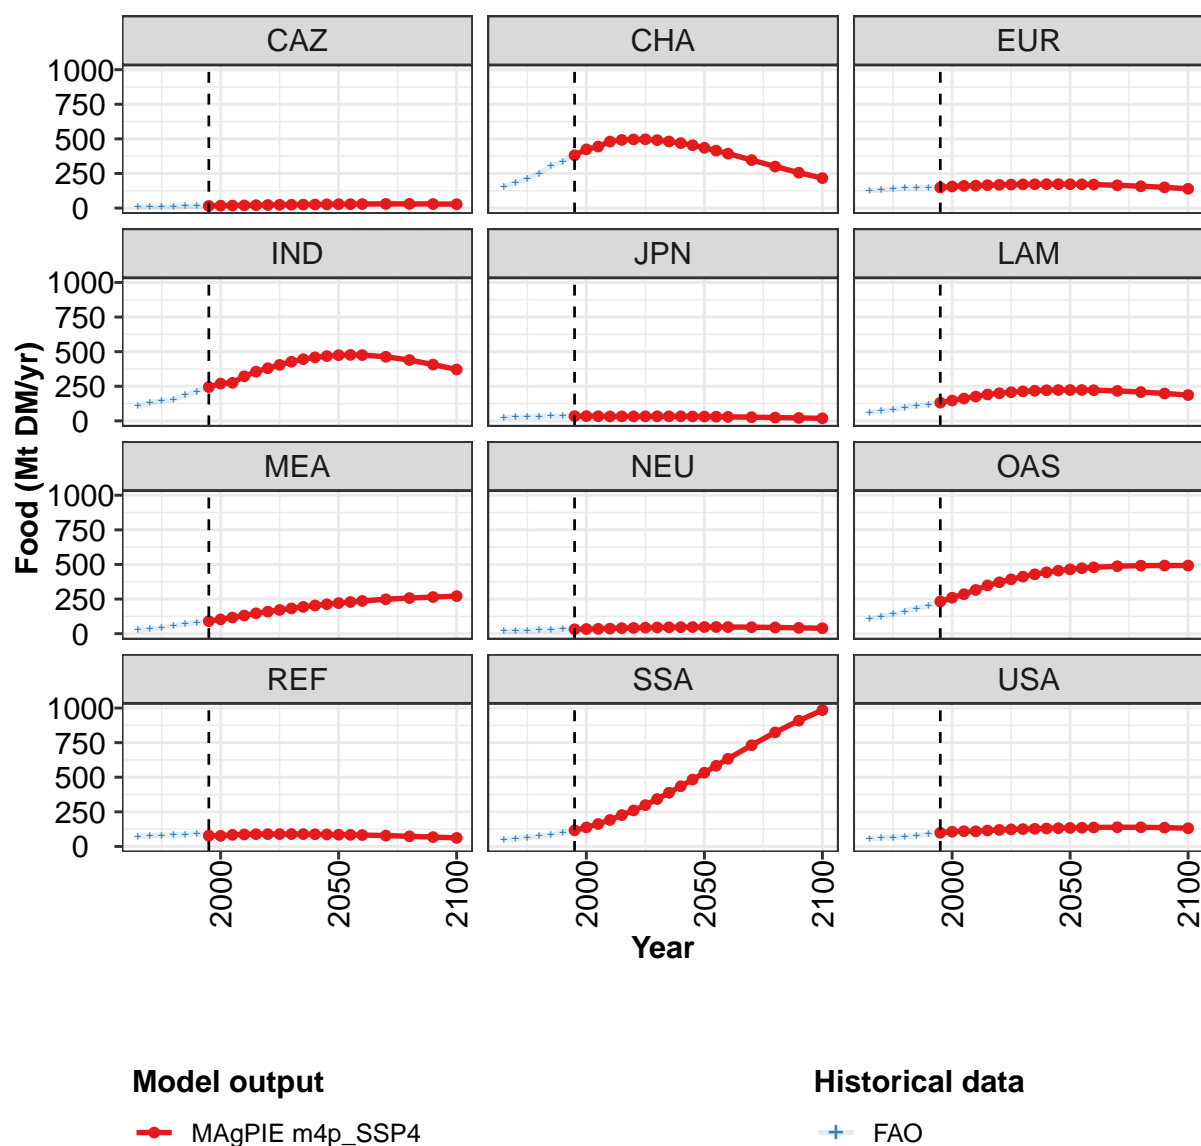 CAZ CHA EUR
1000
750
500
250
0
IND JPN LAM
1000
750
500
250
0
MEA NEU OAS
1000
750
500
250
0
REF SSA USA
1000
750
500
250
0
Food (Mt DM/yr)
2000 2050 2100 2000 2050 2100 2000 2050 2100
Year
Model output Historical data
MAgPIE m4p_SSP4 FAO